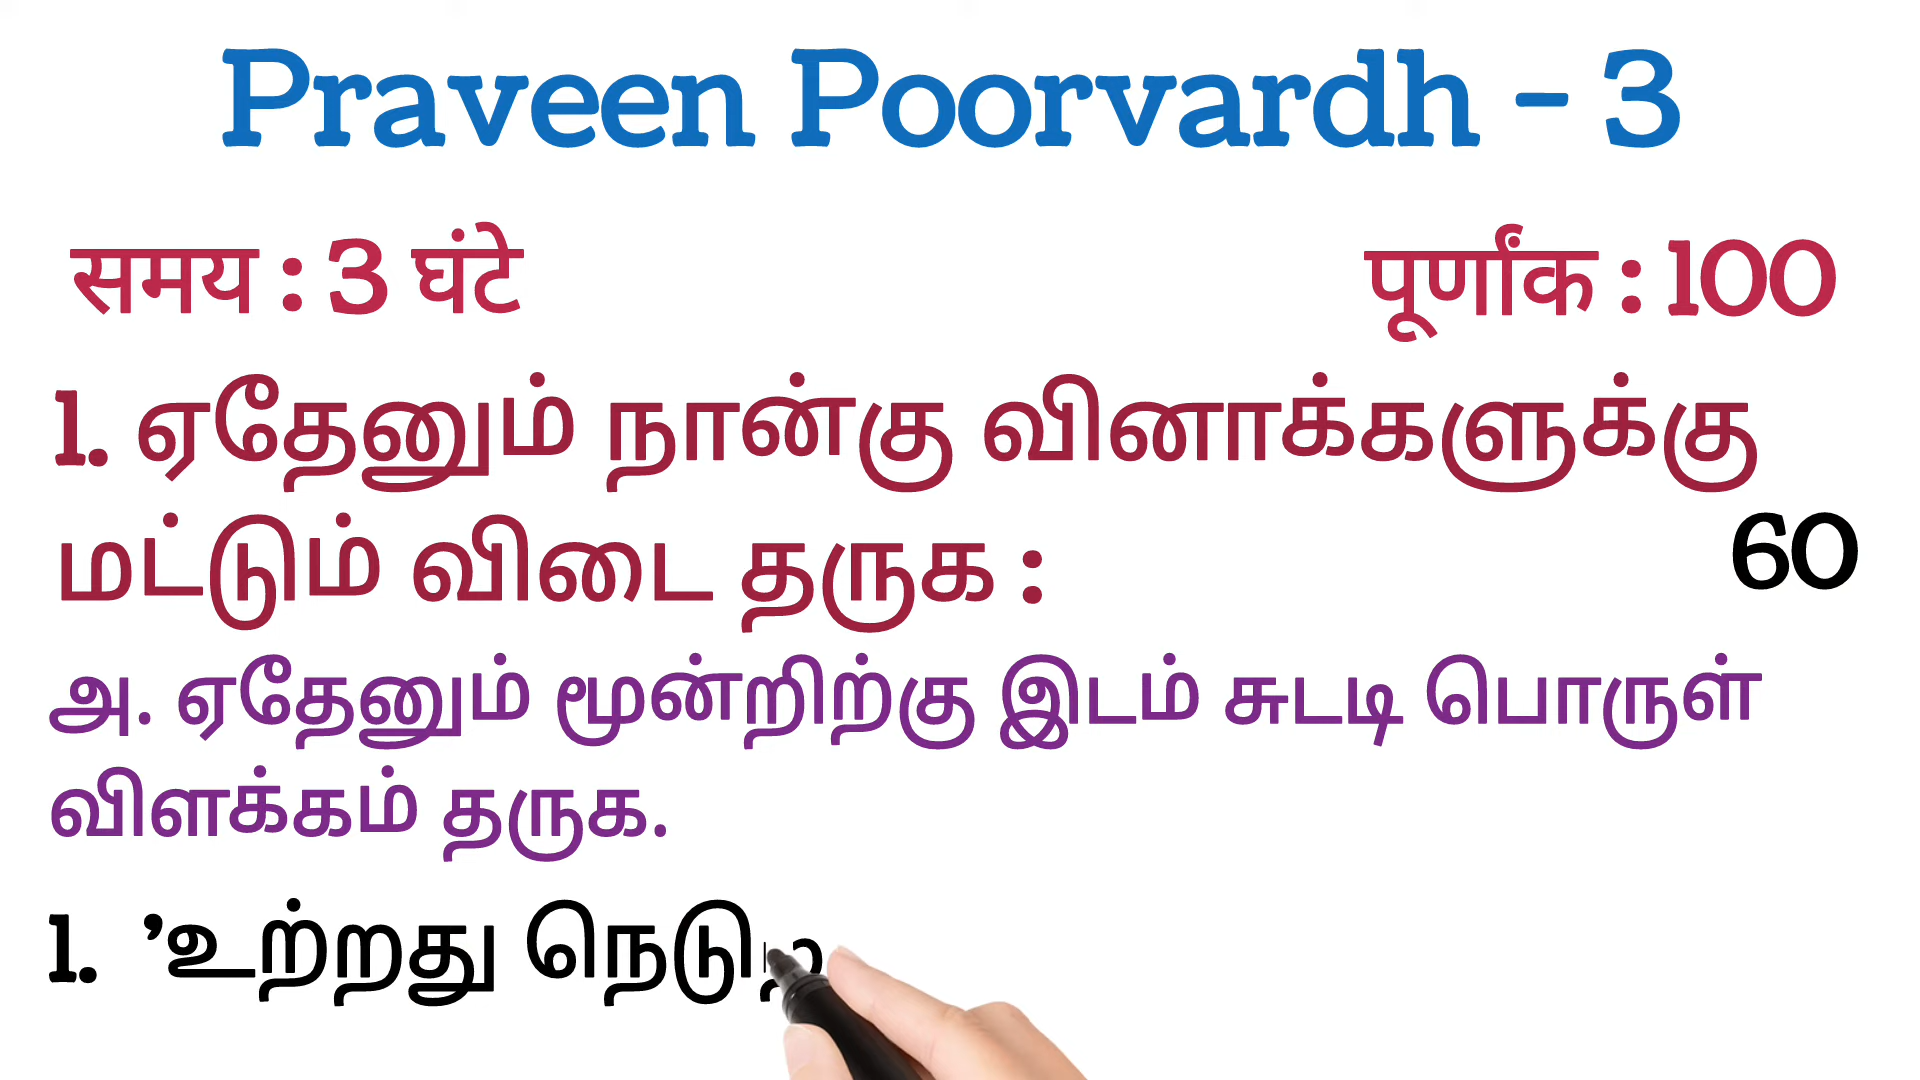 Praveen Poorvardh - 3
समय : 3 घंटे पूर्णांक : 100
1. ஏதேனும் நான்கு வினாக்களுக்கு
மட்டும் விடை தருக : 60
அ. ஏதேனும் மூன்றிற்கு இடம் சுடடி பொருள்
விளக்கம் தருக.
1. ’உற்றது